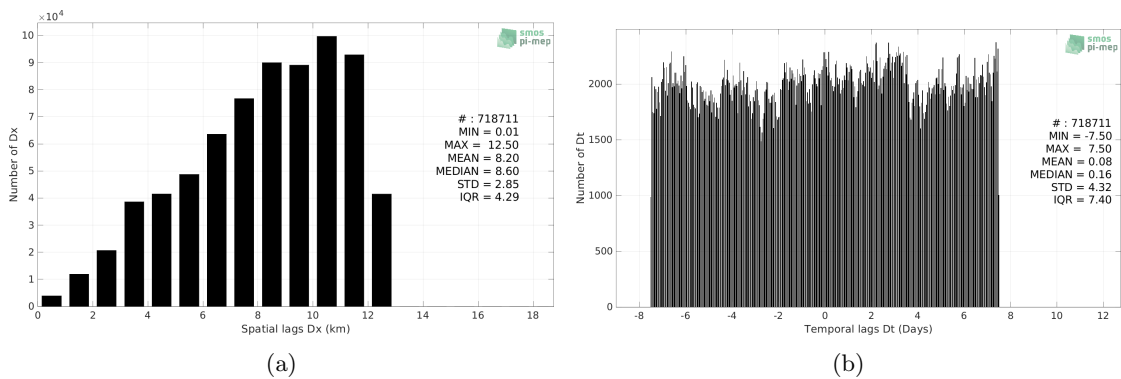 ×10⁴
smos
pi-mep
10
9
8
7
6
5
4
3
2
1
0
Number of Dx
# : 718711
MIN = 0.01
MAX = 12.50
MEAN = 8.20
MEDIAN = 8.60
STD = 2.85
IQR = 4.29
0 2 4 6 8 10 12 14 16 18
Spatial lags Dx (km)
(a)
smos
pi-mep
2000
1500
1000
500
0
Number of Dt
# : 718711
MIN = -7.50
MAX = 7.50
MEAN = 0.08
MEDIAN = 0.16
STD = 4.32
IQR = 7.40
-8 -6 -4 -2 0 2 4 6 8 10 12
Temporal lags Dt (Days)
(b)